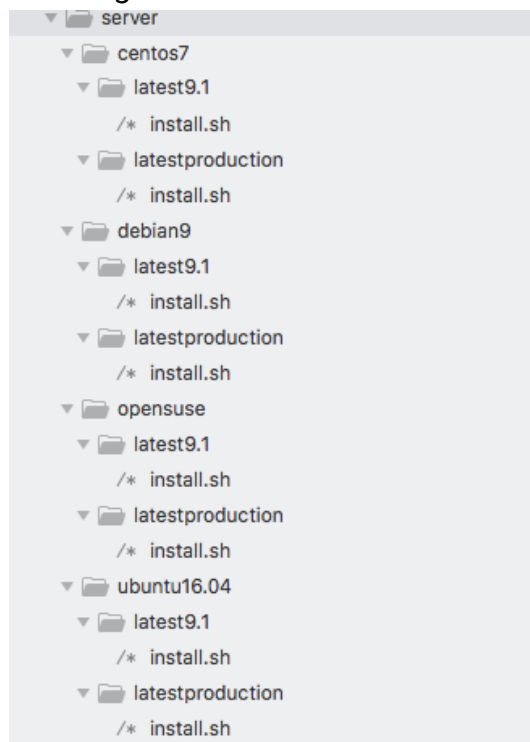 server
centos7
latest9.1
/* install.sh
latestproduction
/* install.sh
debian9
latest9.1
/* install.sh
latestproduction
/* install.sh
opensuse
latest9.1
/* install.sh
latestproduction
/* install.sh
ubuntu16.04
latest9.1
/* install.sh
latestproduction
/* install.sh